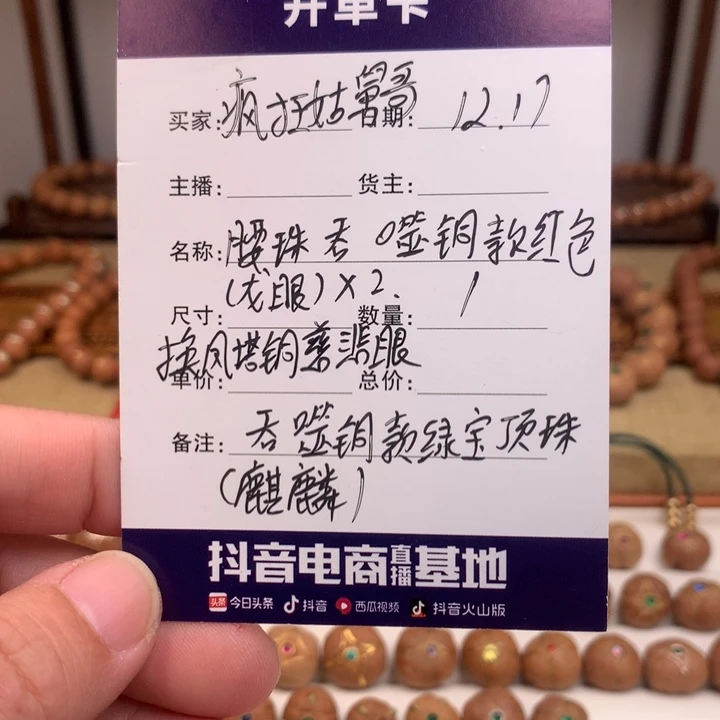 开单卡
买家:疯狂姑 日期:12.17
主播: 货主:
名称:腰珠吞噬铜款红色
(龙眼)×2.
尺寸: 数量:1
换风塔铜慈悲眼
单价: 总价:
备注:吞噬铜款绿宝顶珠
(麒麟)
抖音电商直播基地
头条 今日头条 抖音 西瓜视频 抖音火山版